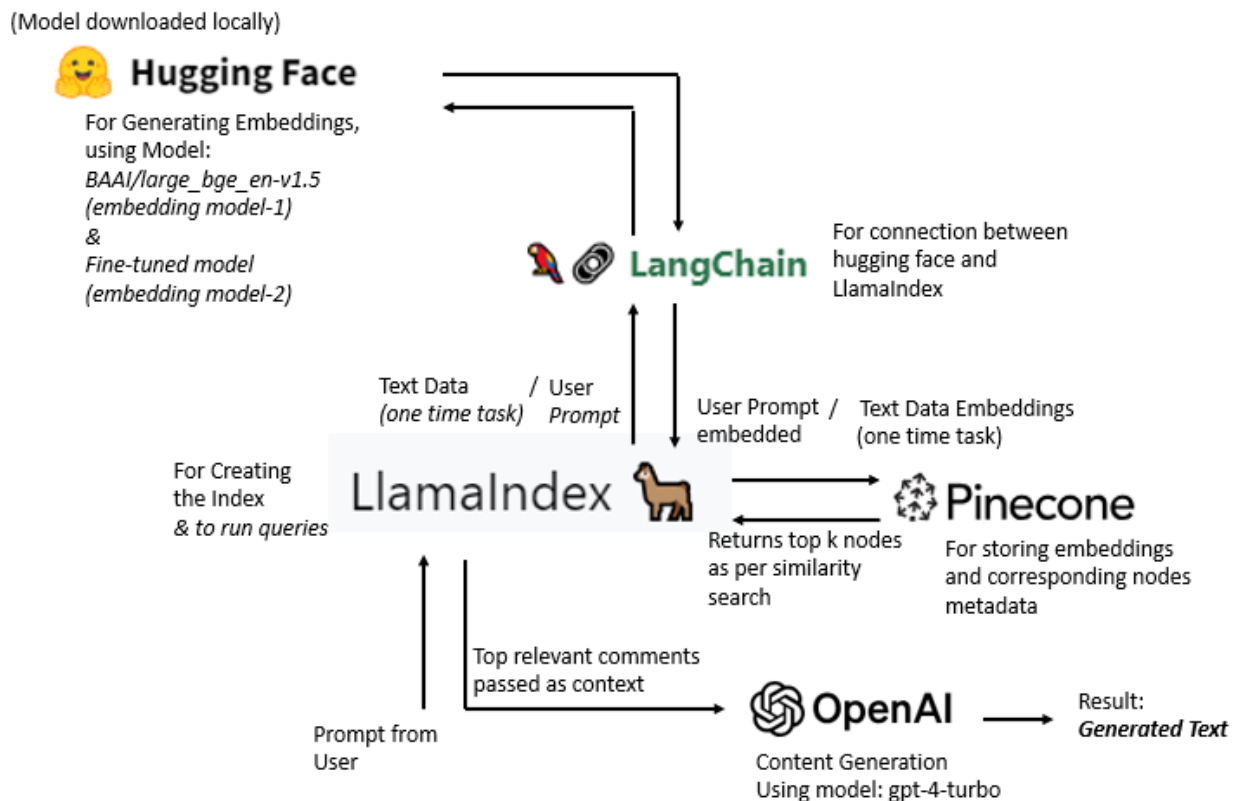 (Model downloaded locally)
Hugging Face
For Generating Embeddings,
using Model:
BAAI/large_bge_en-v1.5
(embedding model-1)
&
Fine-tuned model
(embedding model-2)
LangChain
For connection between
hugging face and
LlamaIndex
Text Data / User
(one time task) Prompt
User Prompt / Text Data Embeddings
embedded (one time task)
For Creating
the Index
& to run queries
LlamaIndex
Pinecone
Returns top k nodes
as per similarity
search
For storing embeddings
and corresponding nodes
metadata
Top relevant comments
passed as context
Prompt from
User
OpenAI
Content Generation
Using model: gpt-4-turbo
Result:
Generated Text